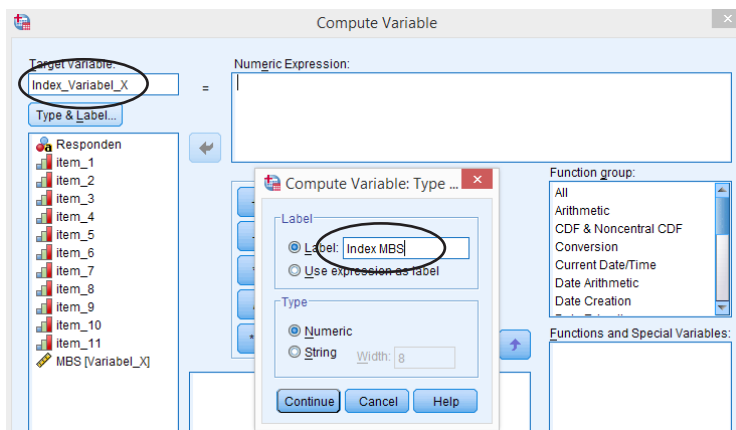 Compute Variable
Target Variable:
Numeric Expression:
Index_Variabel_X
=
Type & Label...
Responden
item_1
item_2
item_3
item_4
item_5
item_6
item_7
item_8
item_9
item_10
item_11
MBS [Variabel_X]
Compute Variable: Type ...
Label
Label: Index MBS
Use expression as label
Type
Numeric
String Width: 8
Continue Cancel Help
Function group:
All
Arithmetic
CDF & Noncentral CDF
Conversion
Current Date/Time
Date Arithmetic
Date Creation
Functions and Special Variables: